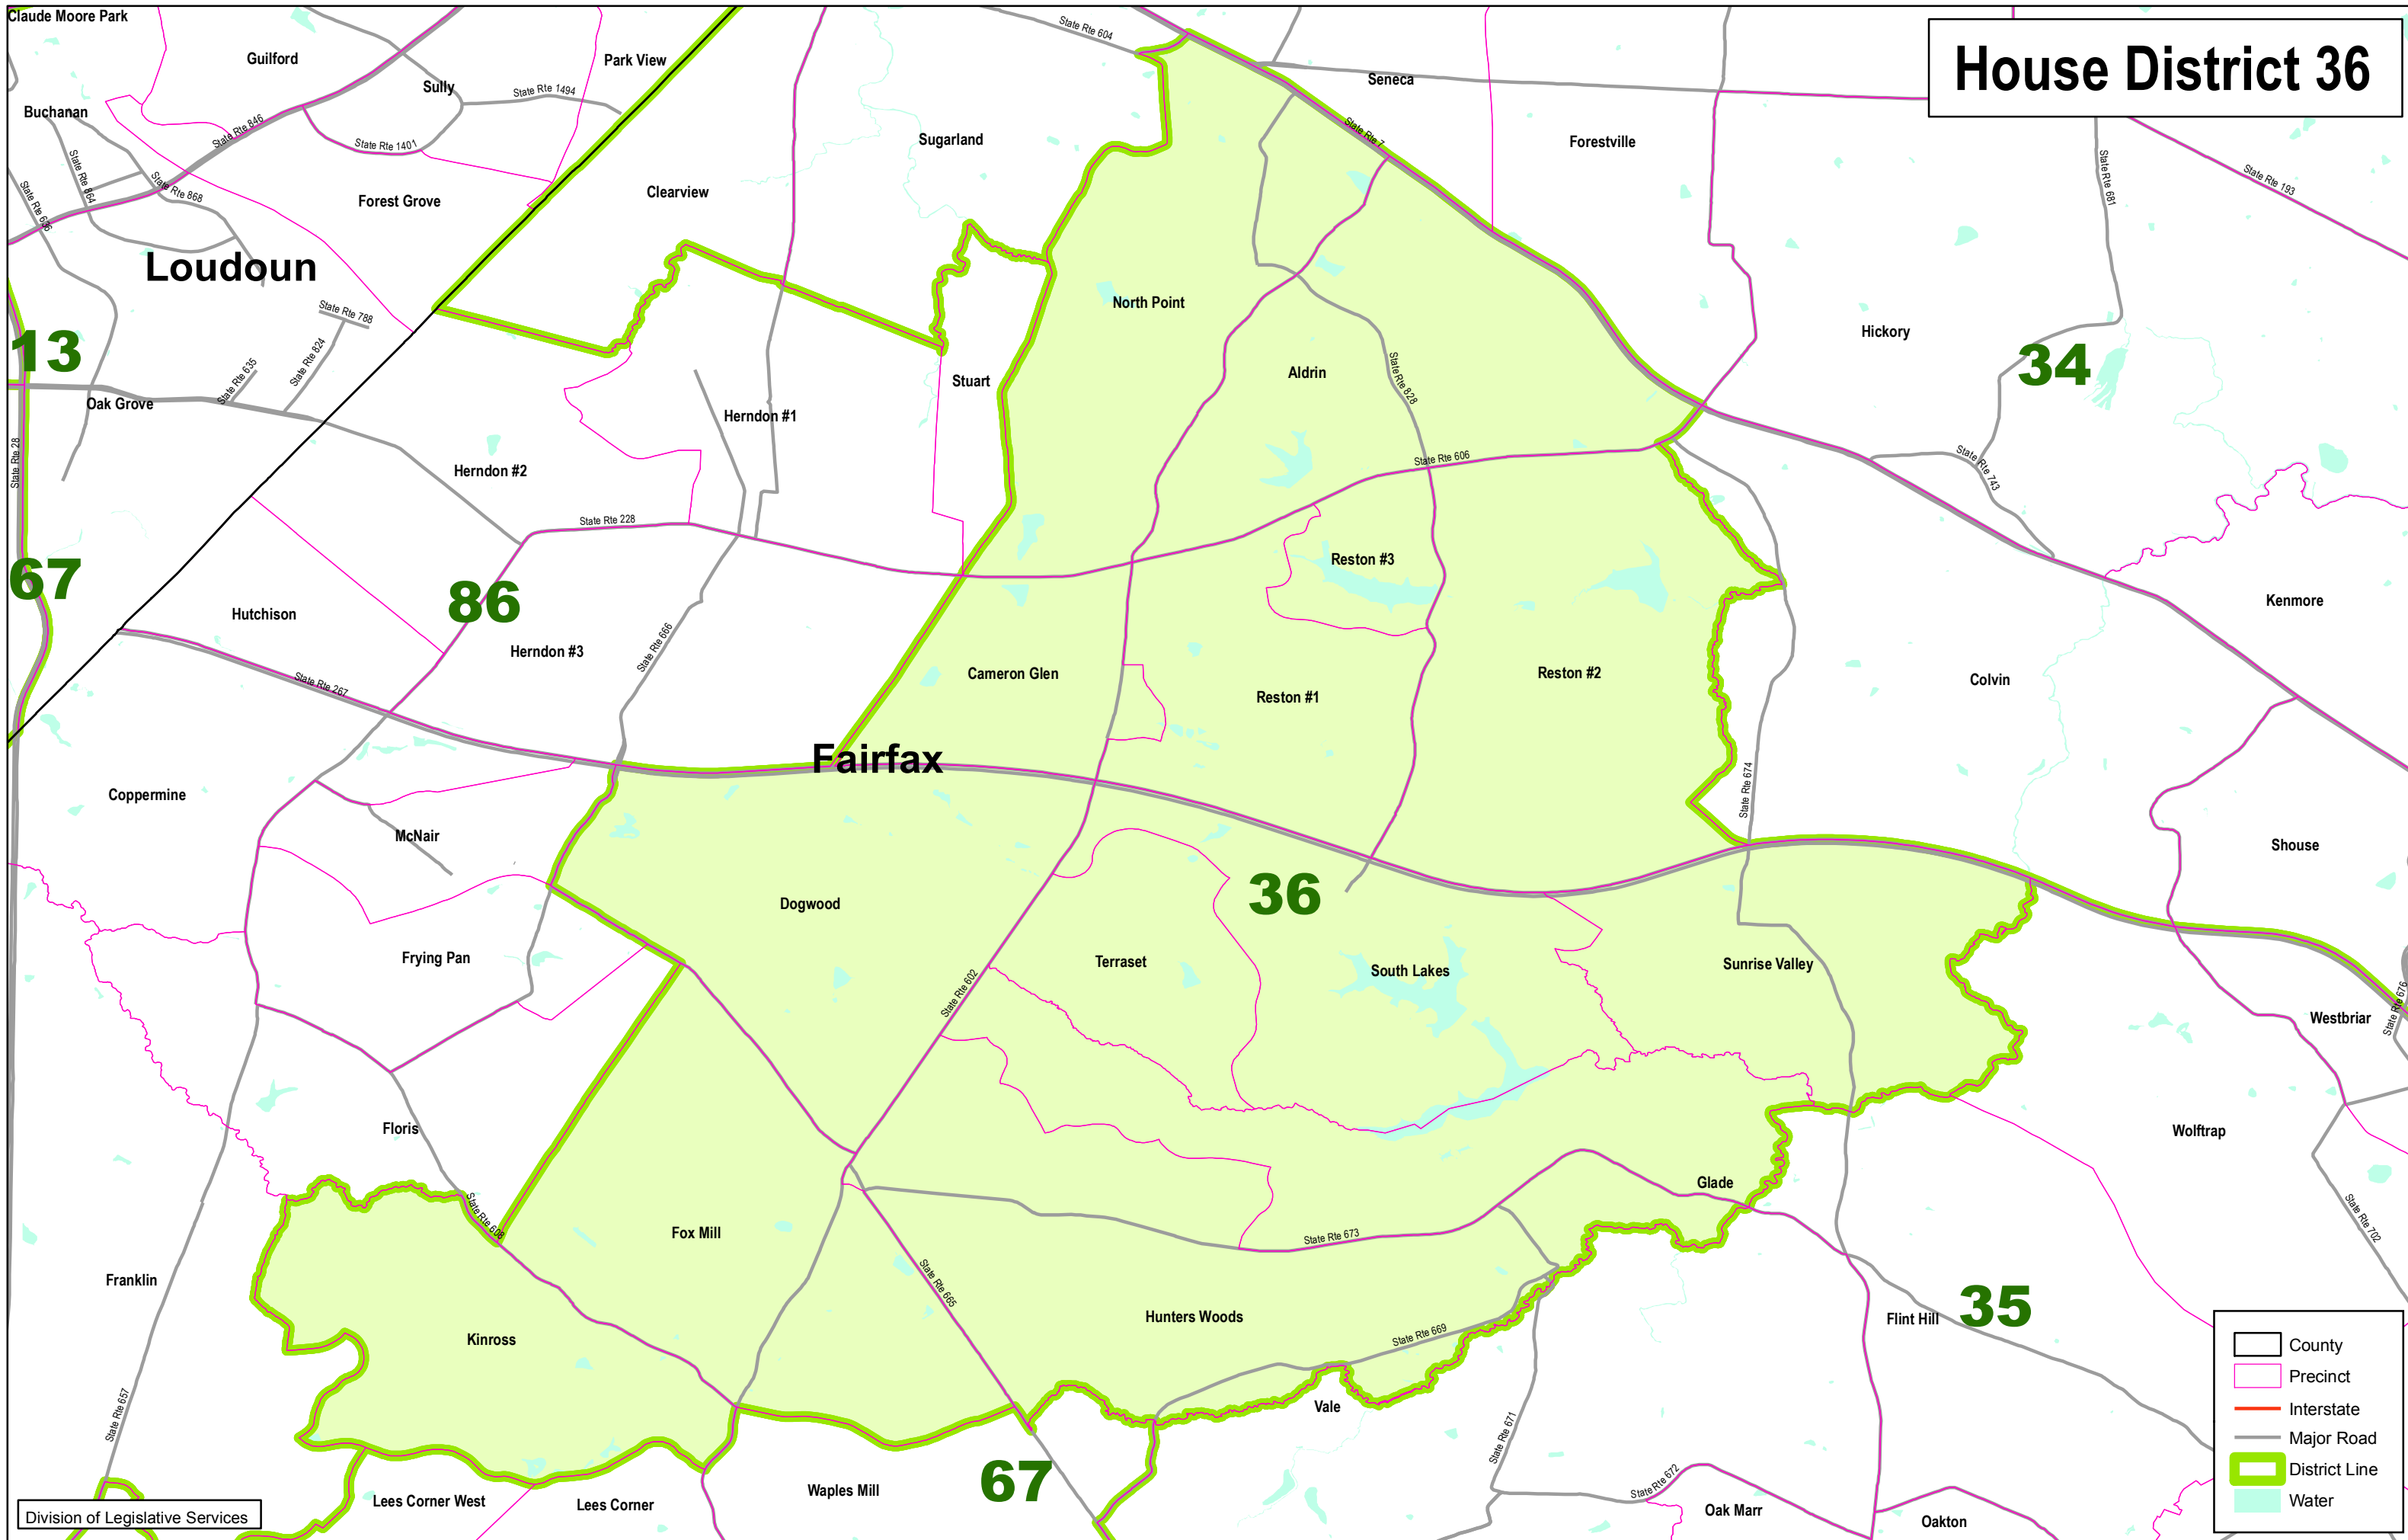 Claude Moore Park
House District 36
Guilford
Park View
Sully
State Rte 604
Seneca
State Rte 1494
Buchanan
State Rte 846
State Rte 1401
Sugarland
State Rte 7
Forestville
State Rte 681
State Rte 193
State Rte 864
State Rte 868
Forest Grove
Clearview
Loudoun
North Point
State Rte 788
13
State Rte 824
State Rte 635
Oak Grove
Stuart
Aldrin
State Rte 828
Hickory
34
Herndon #1
Herndon #2
State Rte 28
State Rte 606
State Rte 743
State Rte 228
Reston #3
67
86
Hutchison
Herndon #3
State Rte 666
Kenmore
State Rte 267
Cameron Glen
Reston #1
Reston #2
Colvin
Fairfax
State Rte 674
Coppermine
McNair
Shouse
36
Dogwood
Frying Pan
Terraset
South Lakes
Sunrise Valley
State Rte 602
State Rte 676
Westbriar
Floris
Wolftrap
State Rte 608
Glade
State Rte 702
Fox Mill
State Rte 673
Franklin
State Rte 665
Hunters Woods
State Rte 669
Kinross
Flint Hill
35
State Rte 657
Vale
State Rte 671
67
State Rte 672
Lees Corner West
Lees Corner
Waples Mill
Oak Marr
Oakton
County
Precinct
Interstate
Major Road
District Line
Water
Division of Legislative Services